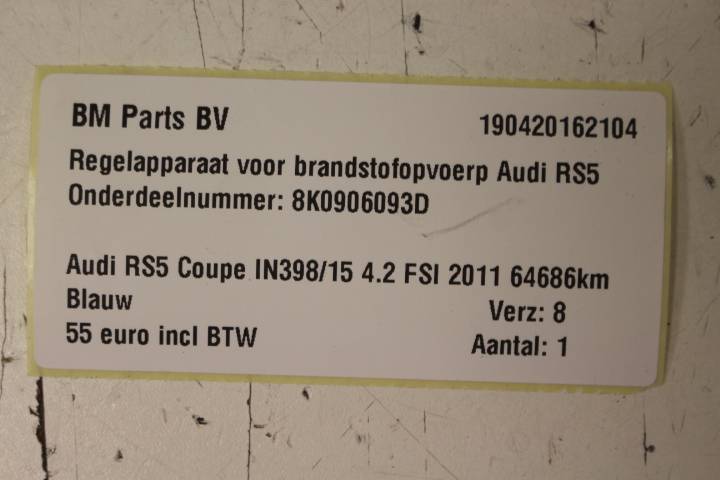 BM Parts BV 190420162104
Regelapparaat voor brandstofopvoerp Audi RS5
Onderdeelnummer: 8K0906093D
Audi RS5 Coupe IN398/15 4.2 FSI 2011 64686km
Blauw Verz: 8
55 euro incl BTW Aantal: 1